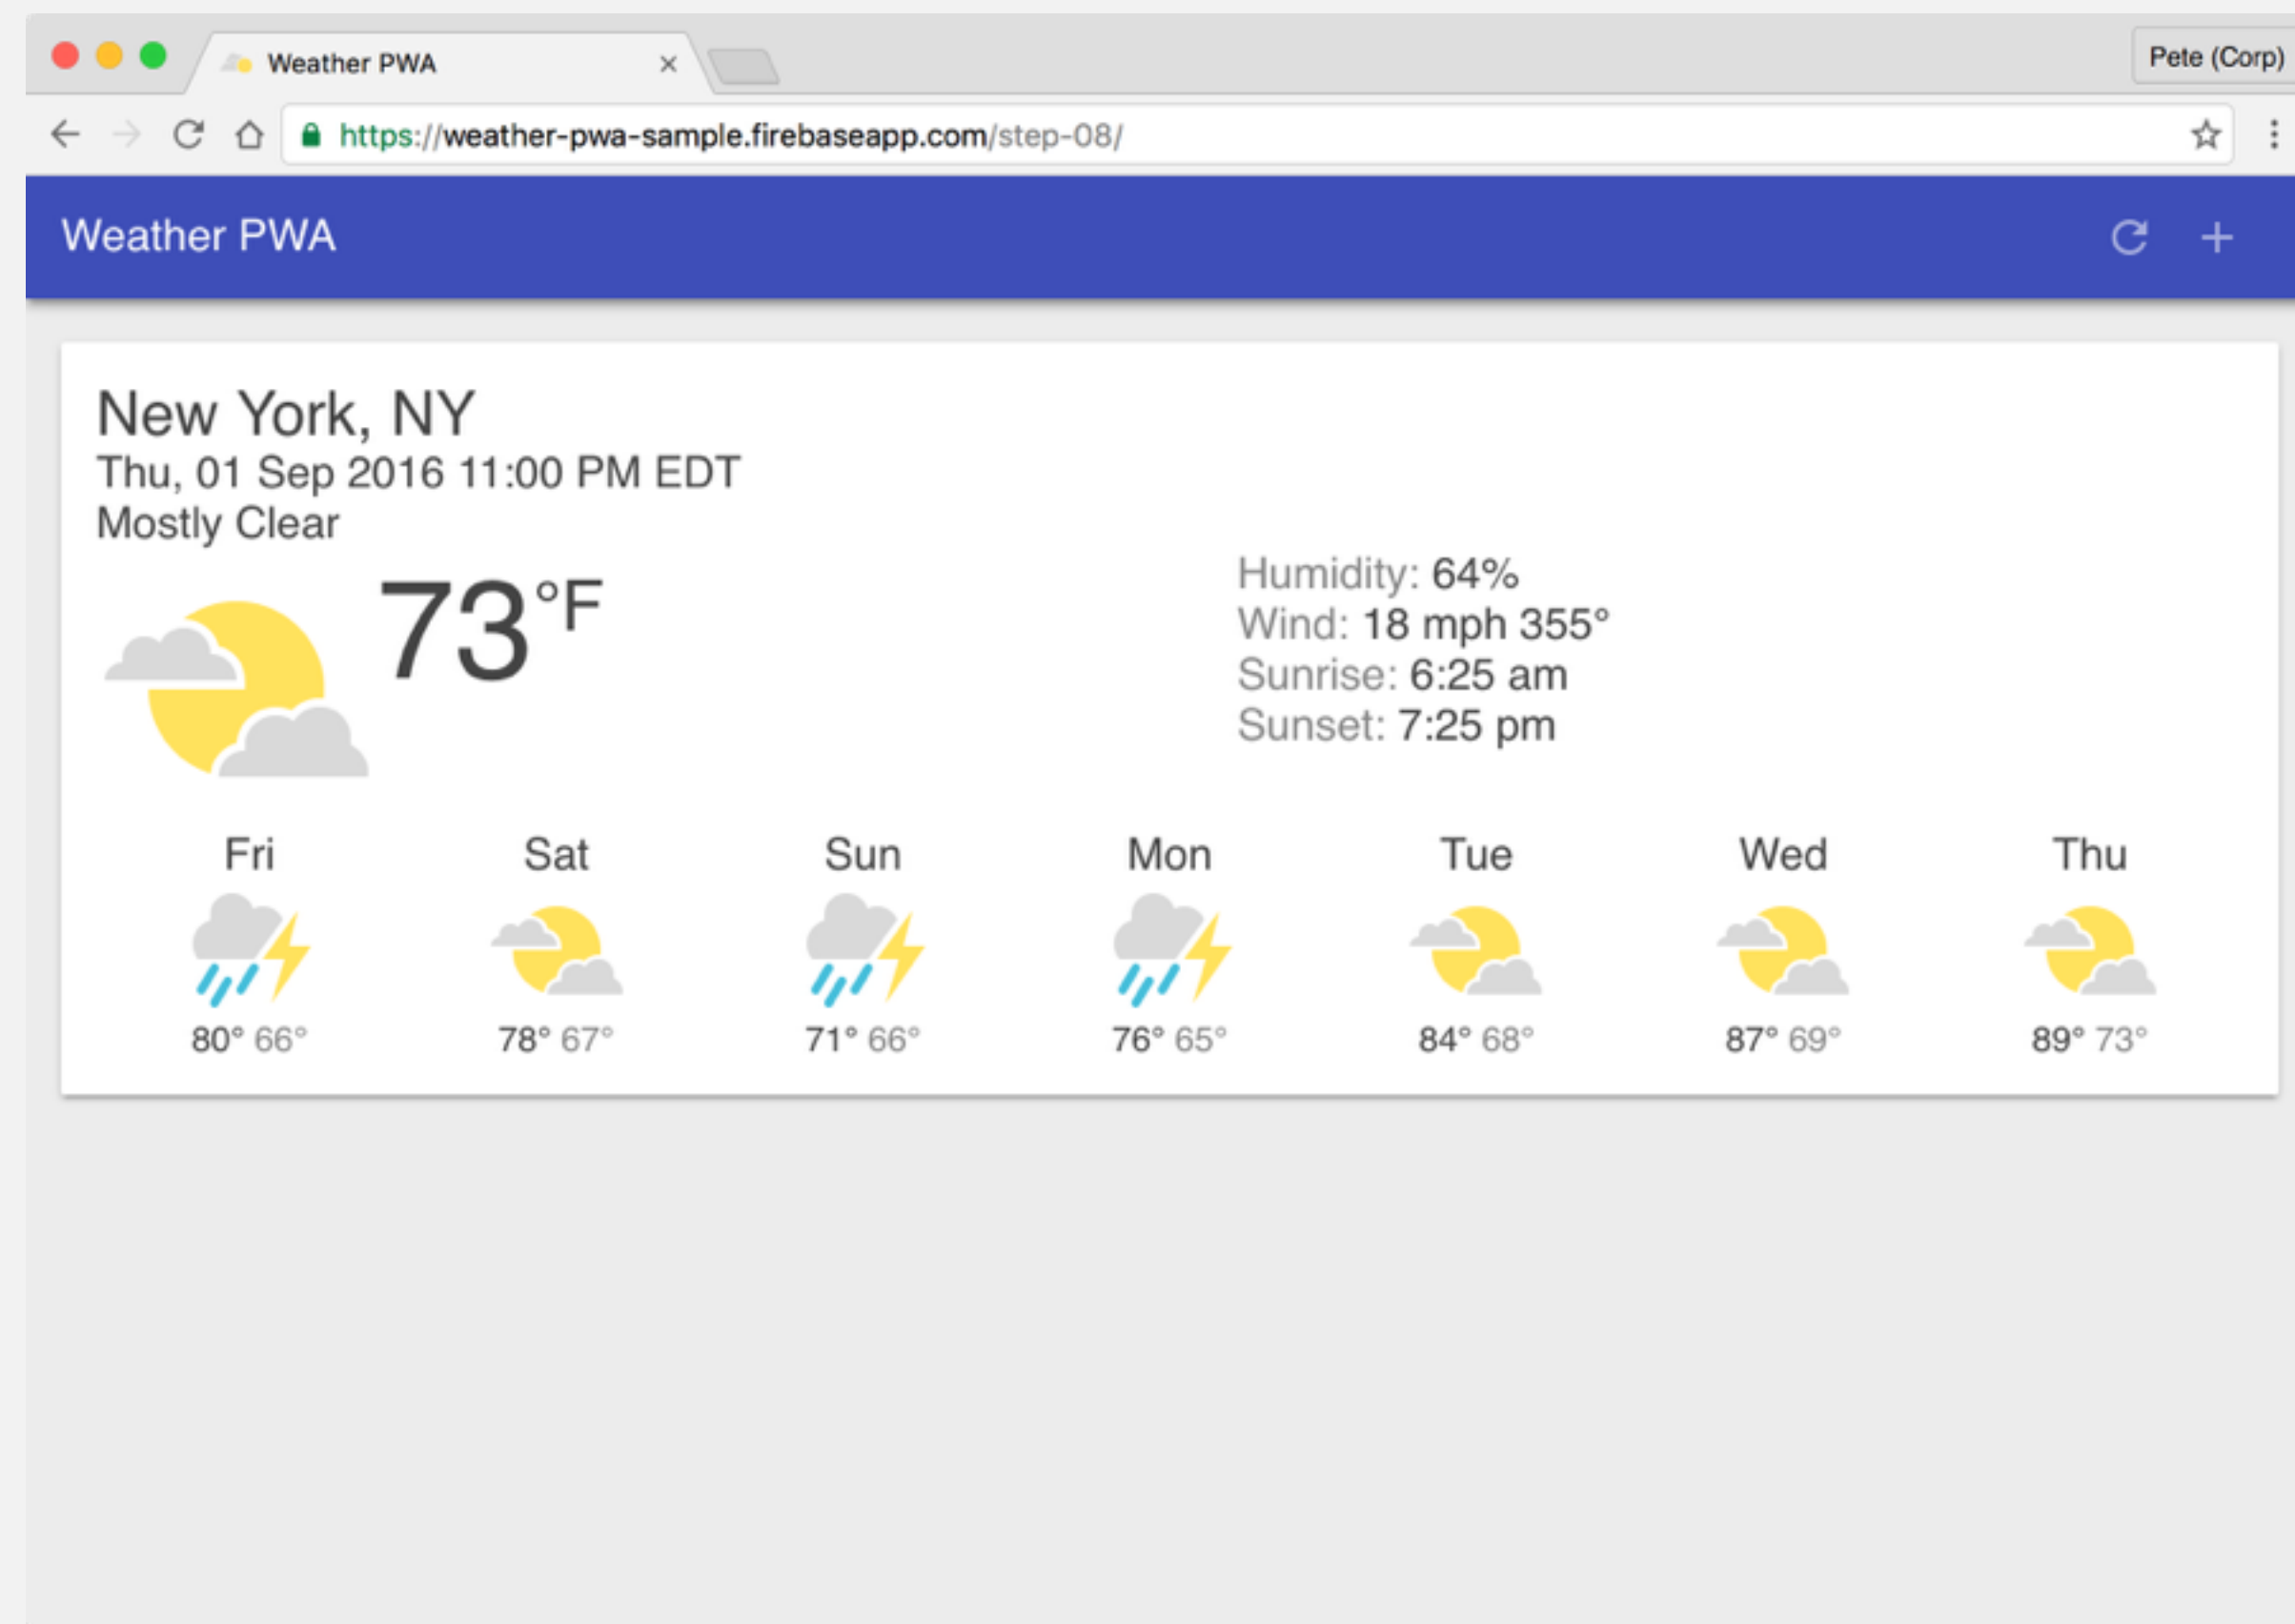 Weather PWA
Pete (Corp)
https://weather-pwa-sample.firebaseapp.com/step-08/
Weather PWA
New York, NY
Thu, 01 Sep 2016 11:00 PM EDT
Mostly Clear
73°F
Humidity: 64%
Wind: 18 mph 355°
Sunrise: 6:25 am
Sunset: 7:25 pm
Fri Sat Sun Mon Tue Wed Thu
80° 66° 78° 67° 71° 66° 76° 65° 84° 68° 87° 69° 89° 73°